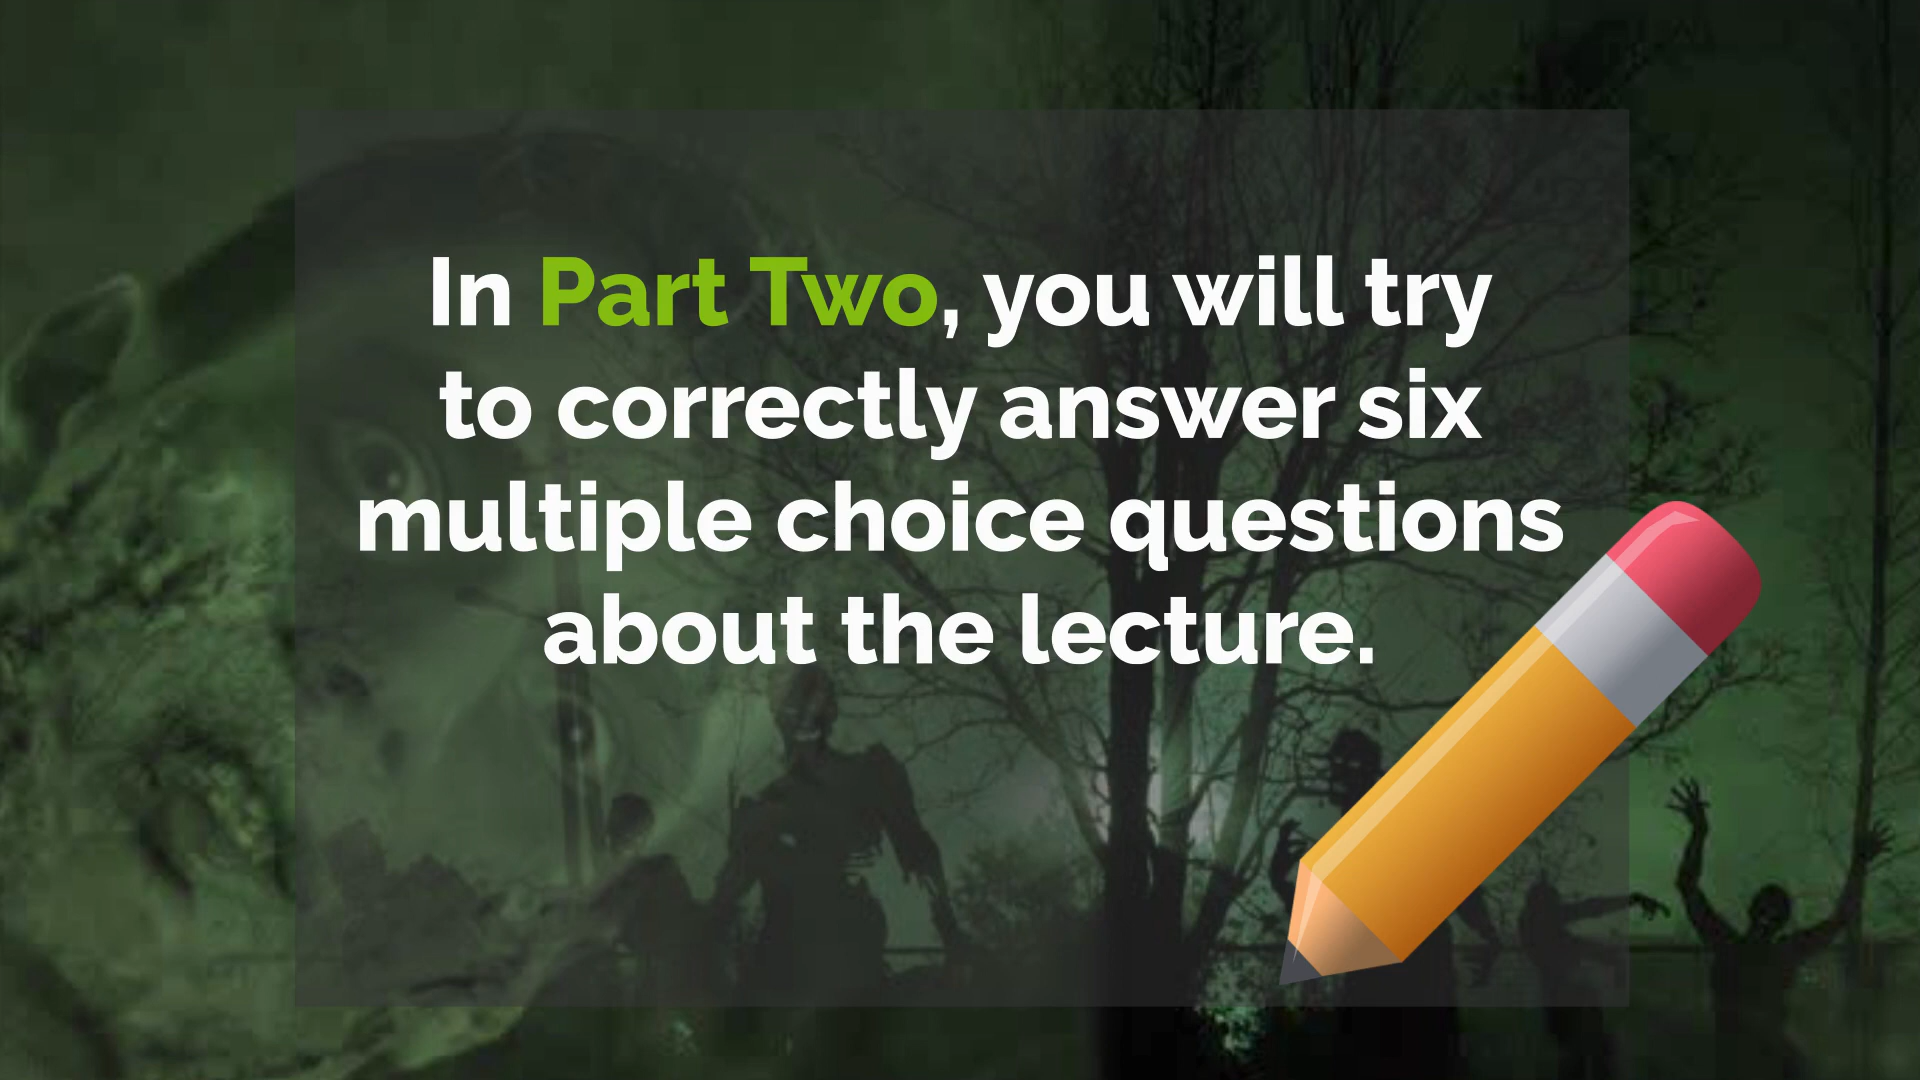 In Part Two, you will try
to correctly answer six
multiple choice questions
about the lecture.